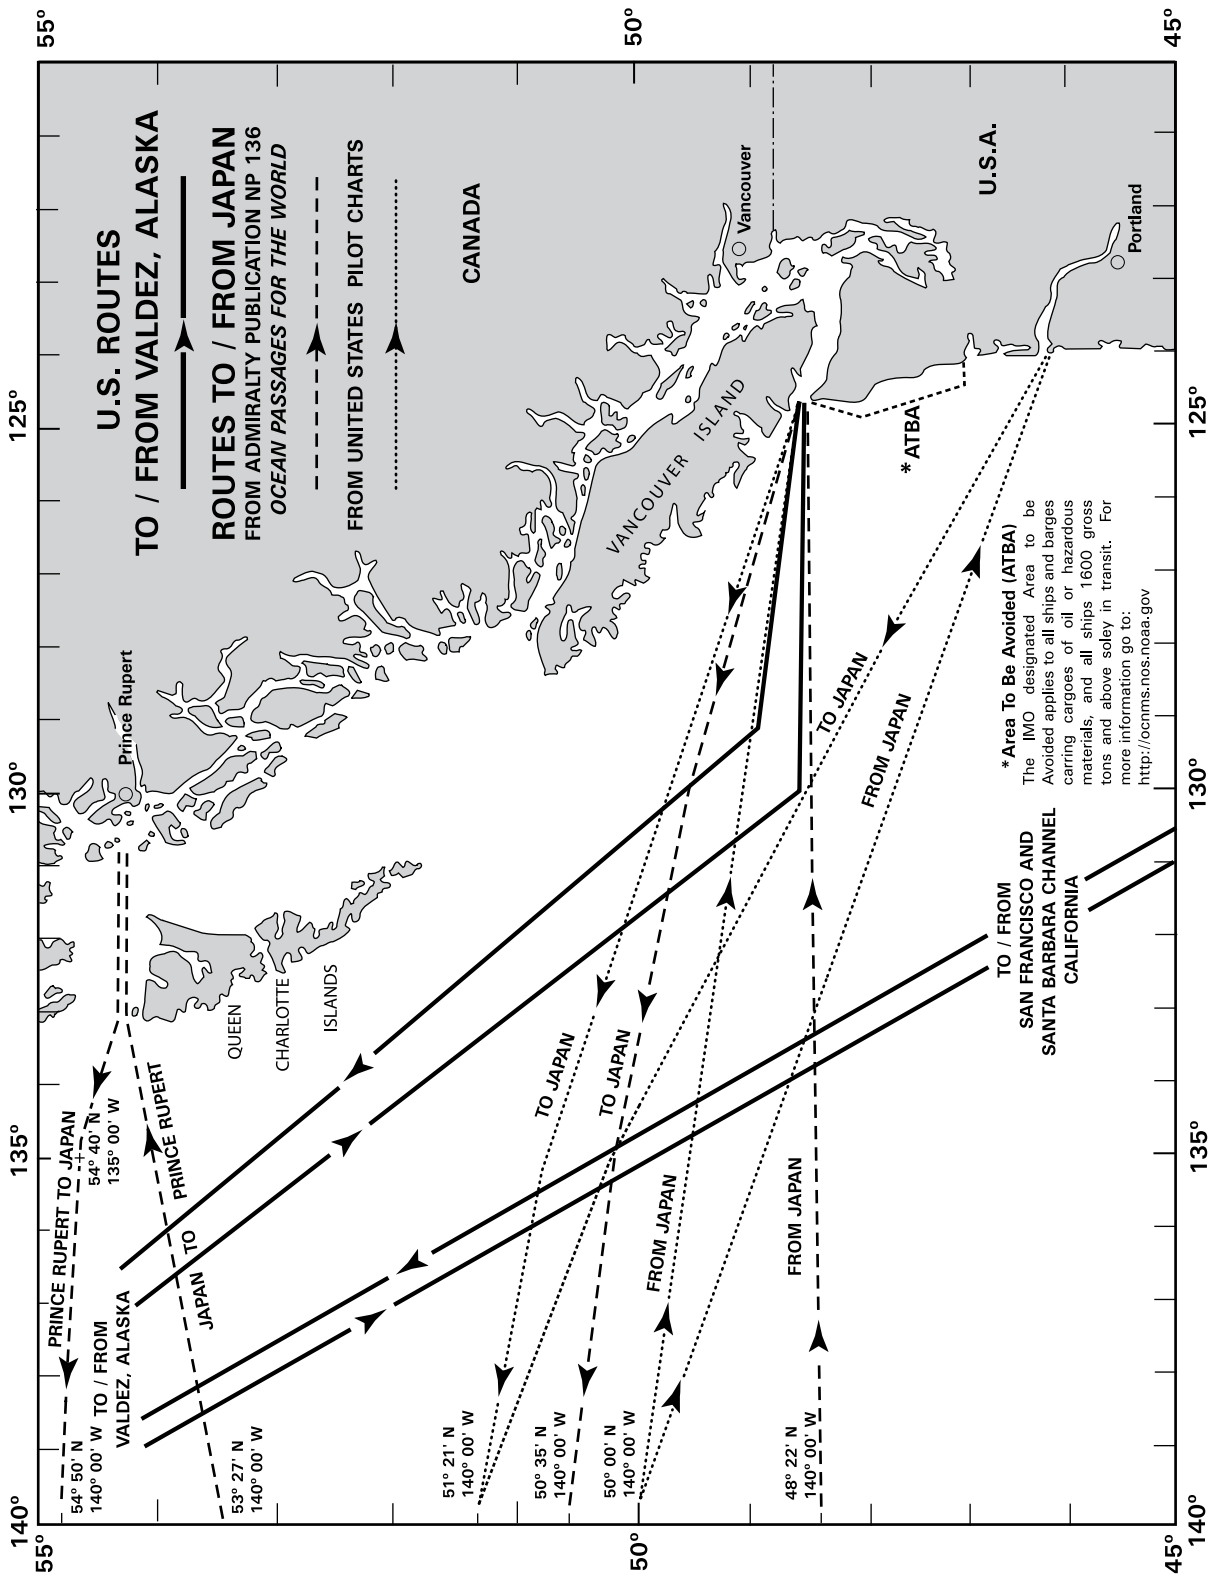 U.S. ROUTES
TO / FROM VALDEZ, ALASKA
ROUTES TO / FROM JAPAN
FROM ADMIRALTY PUBLICATION NP 136
OCEAN PASSAGES FOR THE WORLD
FROM UNITED STATES PILOT CHARTS
CANADA
Vancouver
U.S.A.
Portland
Prince Rupert
VANCOUVER ISLAND
* ATBA
QUEEN
CHARLOTTE
ISLANDS
* Area To Be Avoided (ATBA)
The IMO designated Area to be
Avoided applies to all ships and barges
carring cargoes of oil or hazardous
materials, and all ships 1600 gross
tons and above soley in transit. For
more information go to:
http://ocnms.nos.noaa.gov
TO / FROM
SAN FRANCISCO AND
SANTA BARBARA CHANNEL
CALIFORNIA
TO JAPAN
FROM JAPAN
TO JAPAN
TO JAPAN
FROM JAPAN
FROM JAPAN
PRINCE RUPERT TO JAPAN
54° 40' N
135° 00' W
JAPAN TO PRINCE RUPERT
TO / FROM
VALDEZ, ALASKA
54° 50' N
140° 00' W
53° 27' N
140° 00' W
51° 21' N
140° 00' W
50° 35' N
140° 00' W
50° 00' N
140° 00' W
48° 22' N
140° 00' W
55°
50°
45°
125°
125°
130°
130°
135°
135°
140°
140°
55°
50°
45°